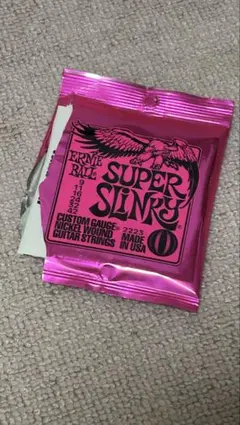 ERNIE
BALL
SUPER
SLINKY
9
11
16
24
32
42
CUSTOM GAUGE
NICKEL WOUND
GUITAR STRINGS
2223
MADE
IN USA